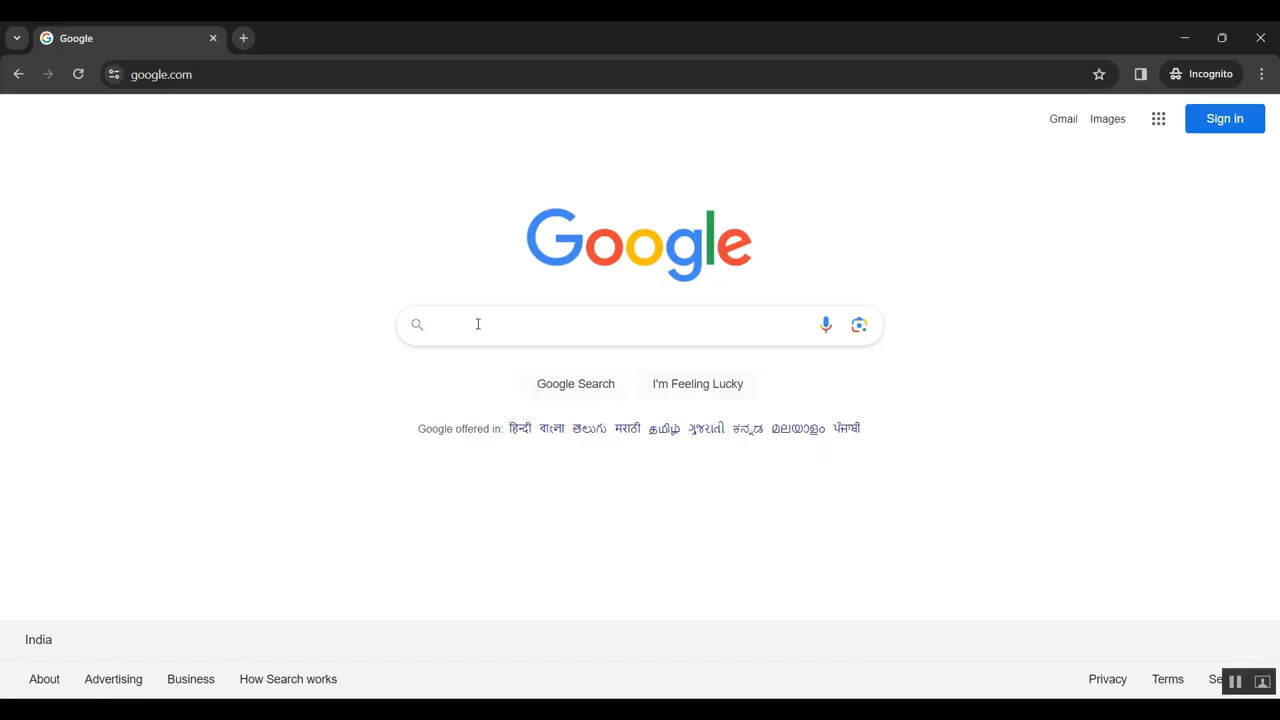 Google
google.com
Incognito
Gmail Images Sign in
Google
Google Search I'm Feeling Lucky
Google offered in: हिन्दी বাংলা తెలుగు मराठी தமிழ் ગુજરાતી ಕನ್ನಡ മലയാളം ਪੰਜਾਬੀ
India
About Advertising Business How Search works Privacy Terms Se